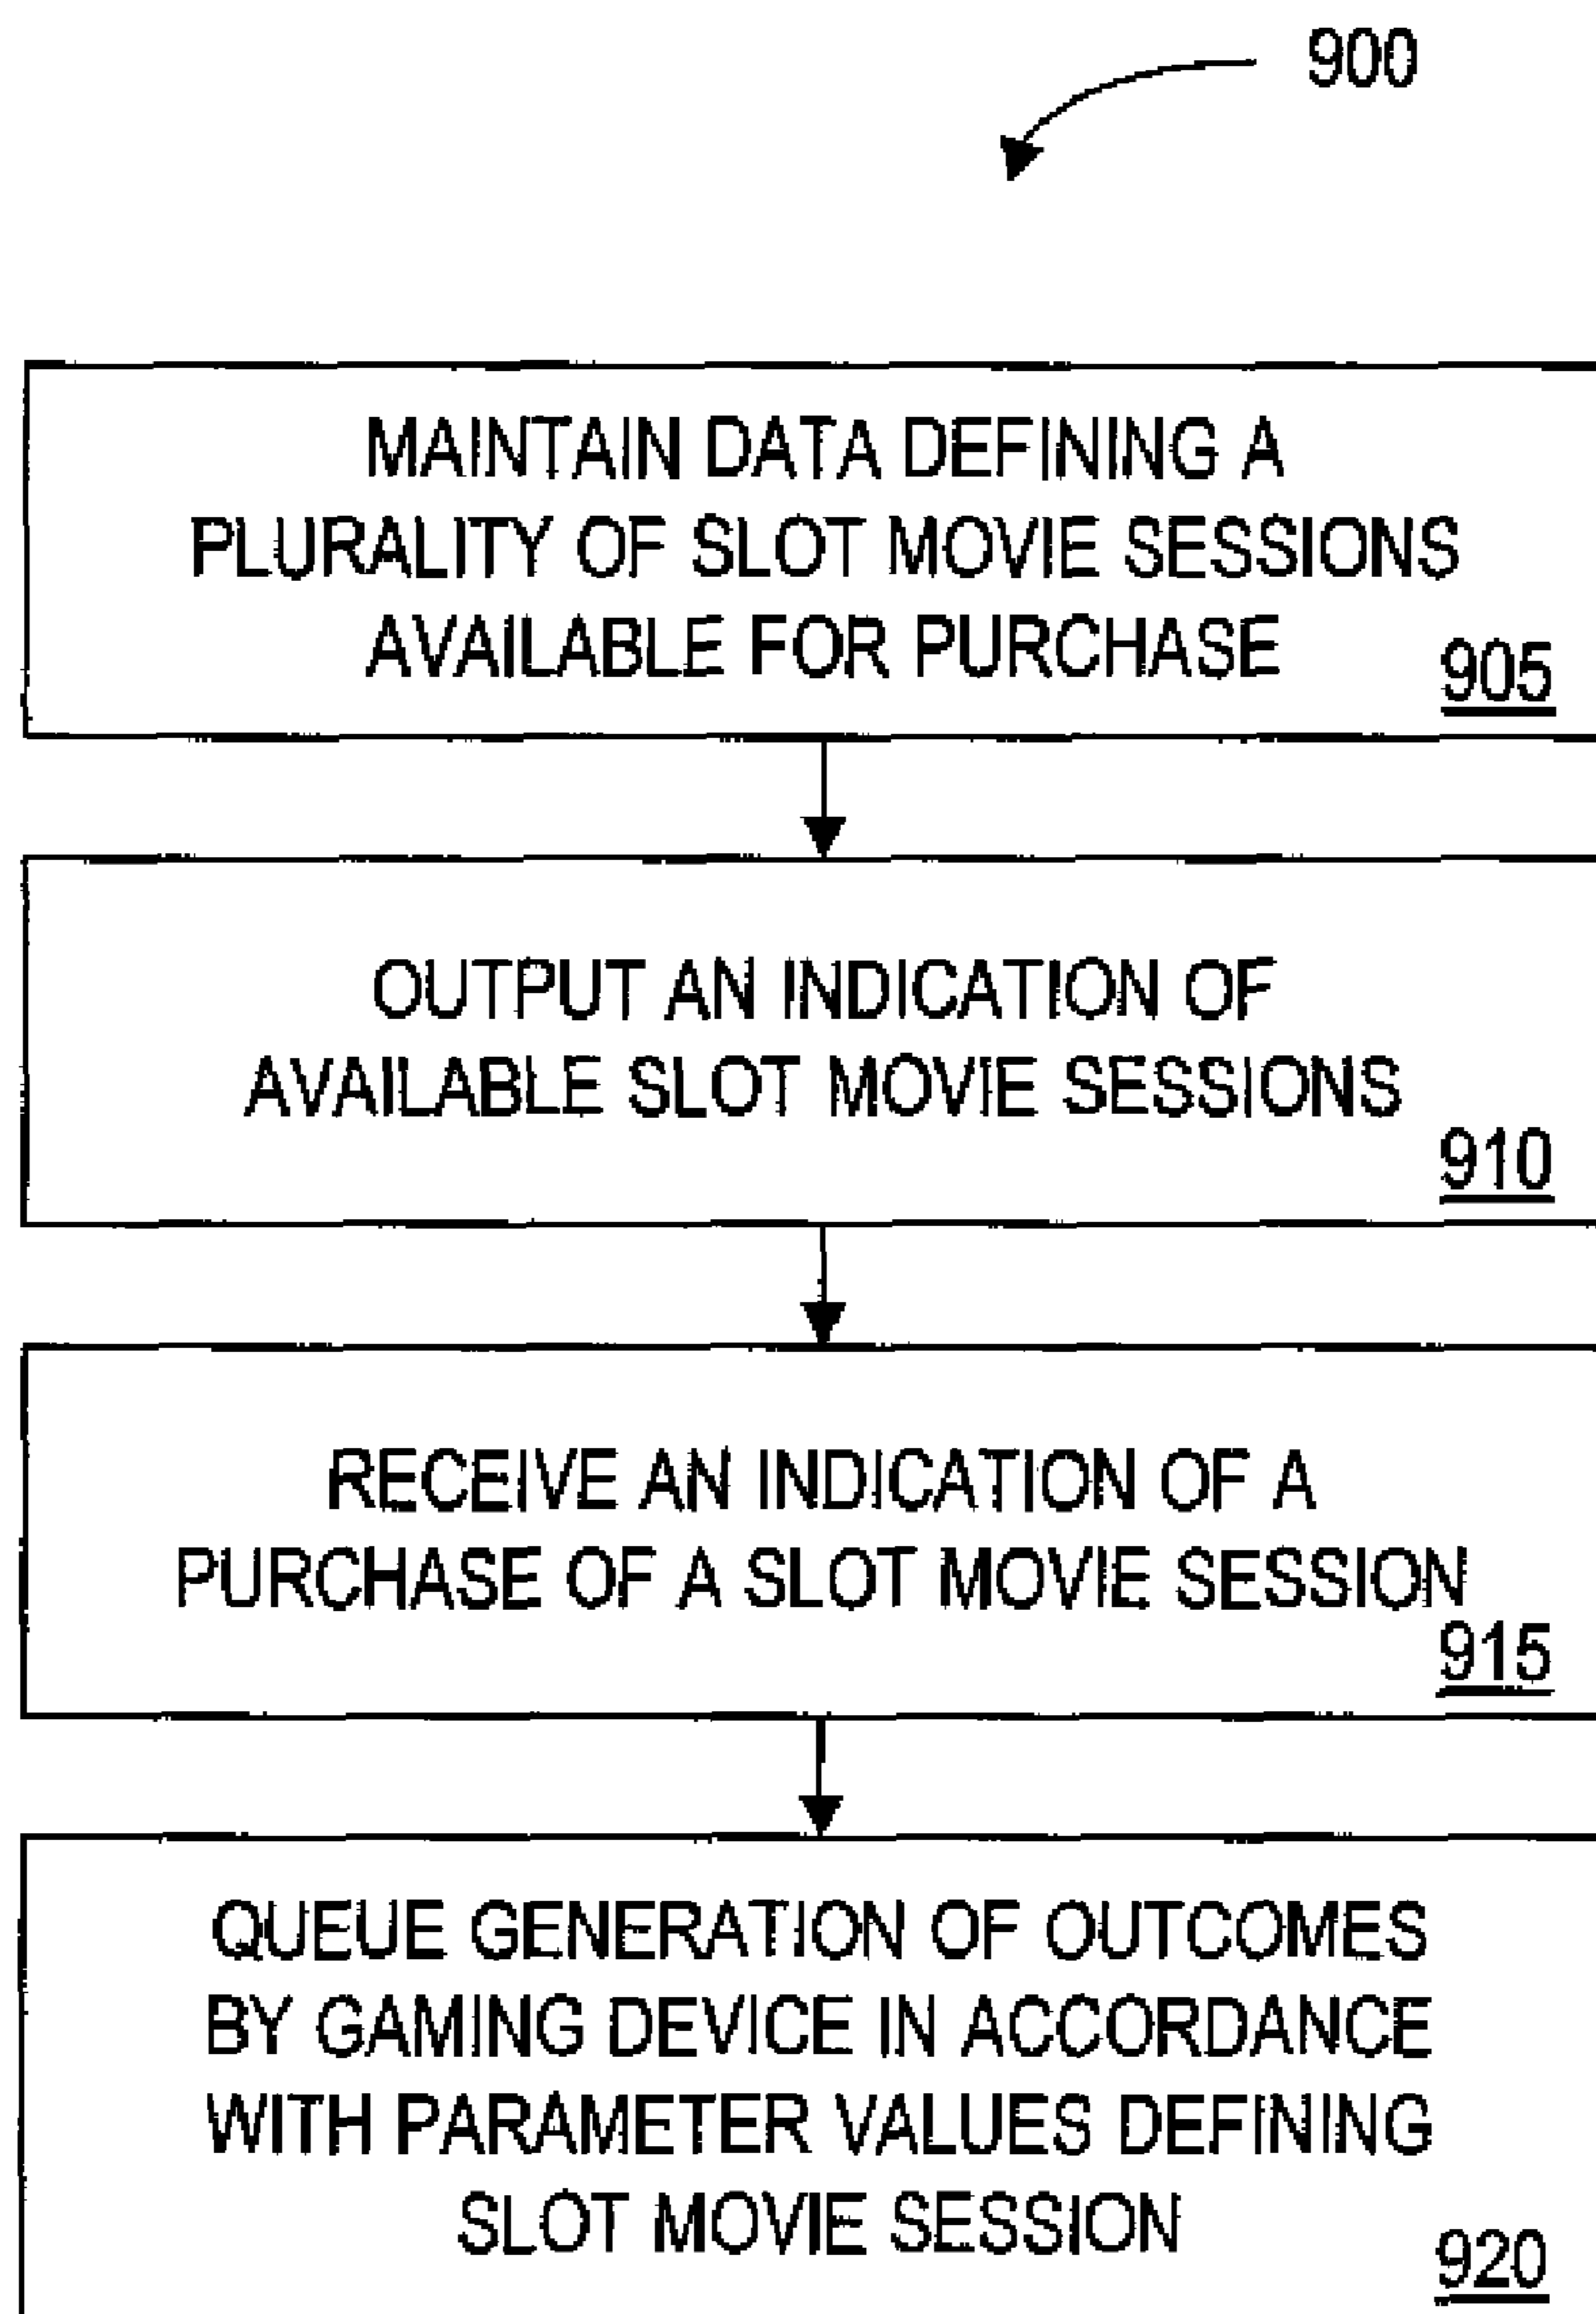 900
MAINTAIN DATA DEFINING A
PLURALITY OF SLOT MOVIE SESSIONS
AVAILABLE FOR PURCHASE
905
OUTPUT AN INDICATION OF
AVAILABLE SLOT MOVIE SESSIONS
910
RECEIVE AN INDICATION OF A
PURCHASE OF A SLOT MOVIE SESSION
915
QUEUE GENERATION OF OUTCOMES
BY GAMING DEVICE IN ACCORDANCE
WITH PARAMETER VALUES DEFINING
SLOT MOVIE SESSION
920